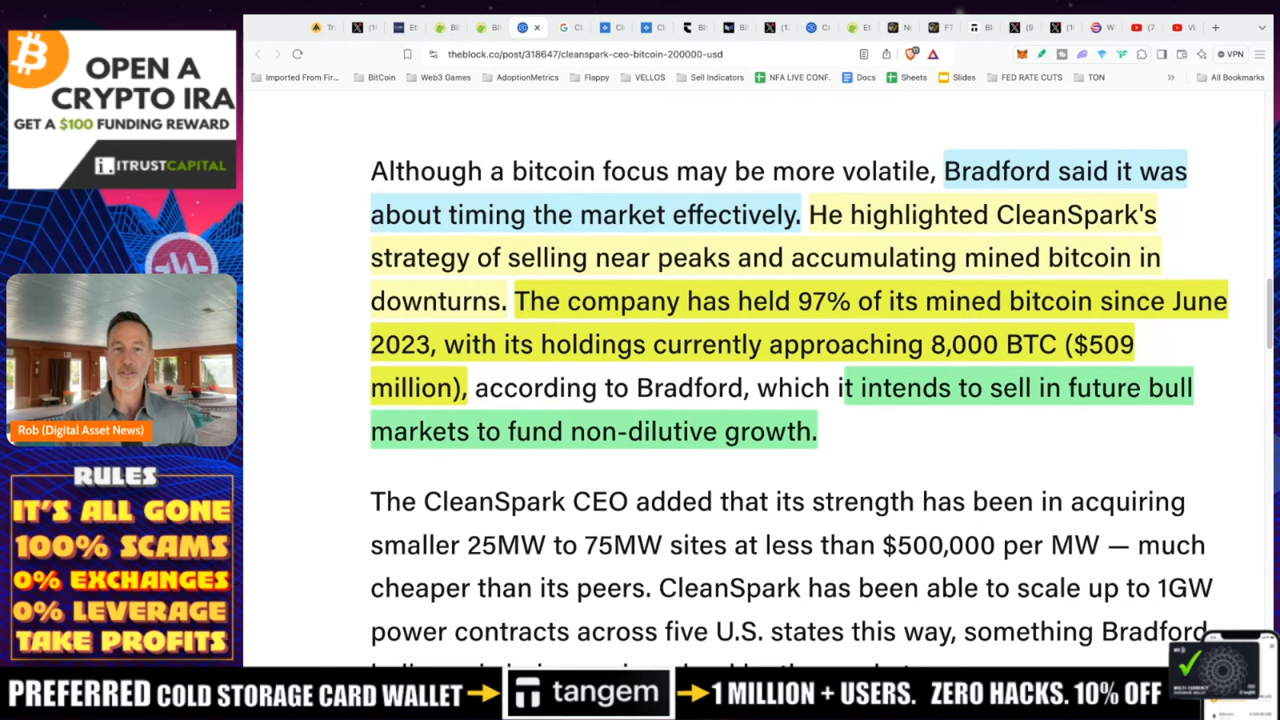 OPEN A
CRYPTO IRA
GET A $100 FUNDING REWARD
iTRUSTCAPITAL
Rob (Digital Asset News)
RULES
IT'S ALL GONE
100% SCAMS
0% EXCHANGES
0% LEVERAGE
TAKE PROFITS
theblock.co/post/318647/cleanspark-ceo-bitcoin-200000-usd
VPN
Imported From Fir...
BitCoin
Web3 Games
AdoptionMetrics
Flappy
VELLOS
Sell Indicators
NFA LIVE CONF.
Docs
Sheets
Slides
FED RATE CUTS
TON
»
All Bookmarks
Although a bitcoin focus may be more volatile, Bradford said it was
about timing the market effectively. He highlighted CleanSpark's
strategy of selling near peaks and accumulating mined bitcoin in
downturns. The company has held 97% of its mined bitcoin since June
2023, with its holdings currently approaching 8,000 BTC ($509
million), according to Bradford, which it intends to sell in future bull
markets to fund non-dilutive growth.
The CleanSpark CEO added that its strength has been in acquiring
smaller 25MW to 75MW sites at less than $500,000 per MW — much
cheaper than its peers. CleanSpark has been able to scale up to 1GW
power contracts across five U.S. states this way, something Bradford
PREFERRED COLD STORAGE CARD WALLET tangem 1 MILLION + USERS. ZERO HACKS. 10% OFF